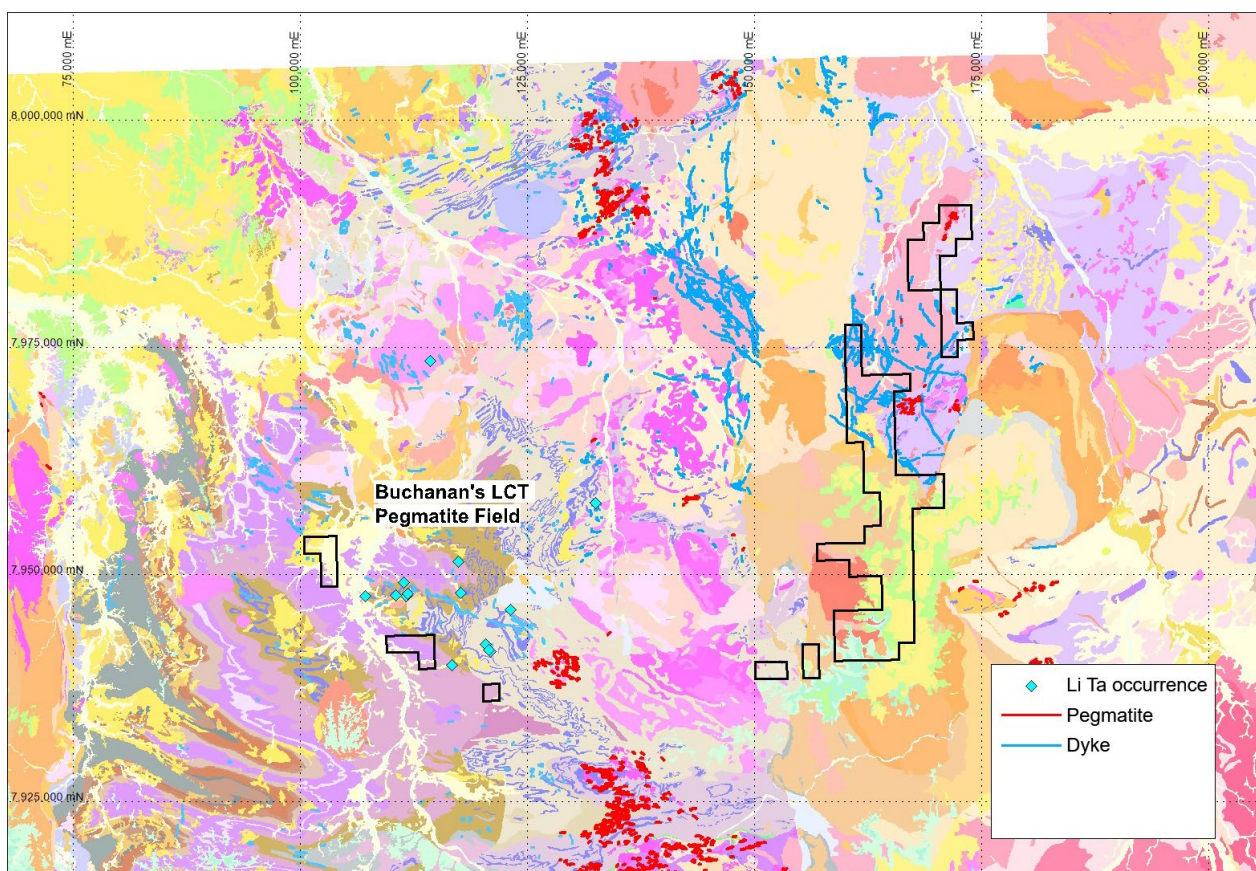 75,000 mE
100,000 mE
125,000 mE
150,000 mE
175,000 mE
200,000 mE
8,000,000 mN
7,975,000 mN
Buchanan's LCT
Pegmatite Field
7,950,000 mN
7,925,000 mN
Li Ta occurrence
Pegmatite
Dyke